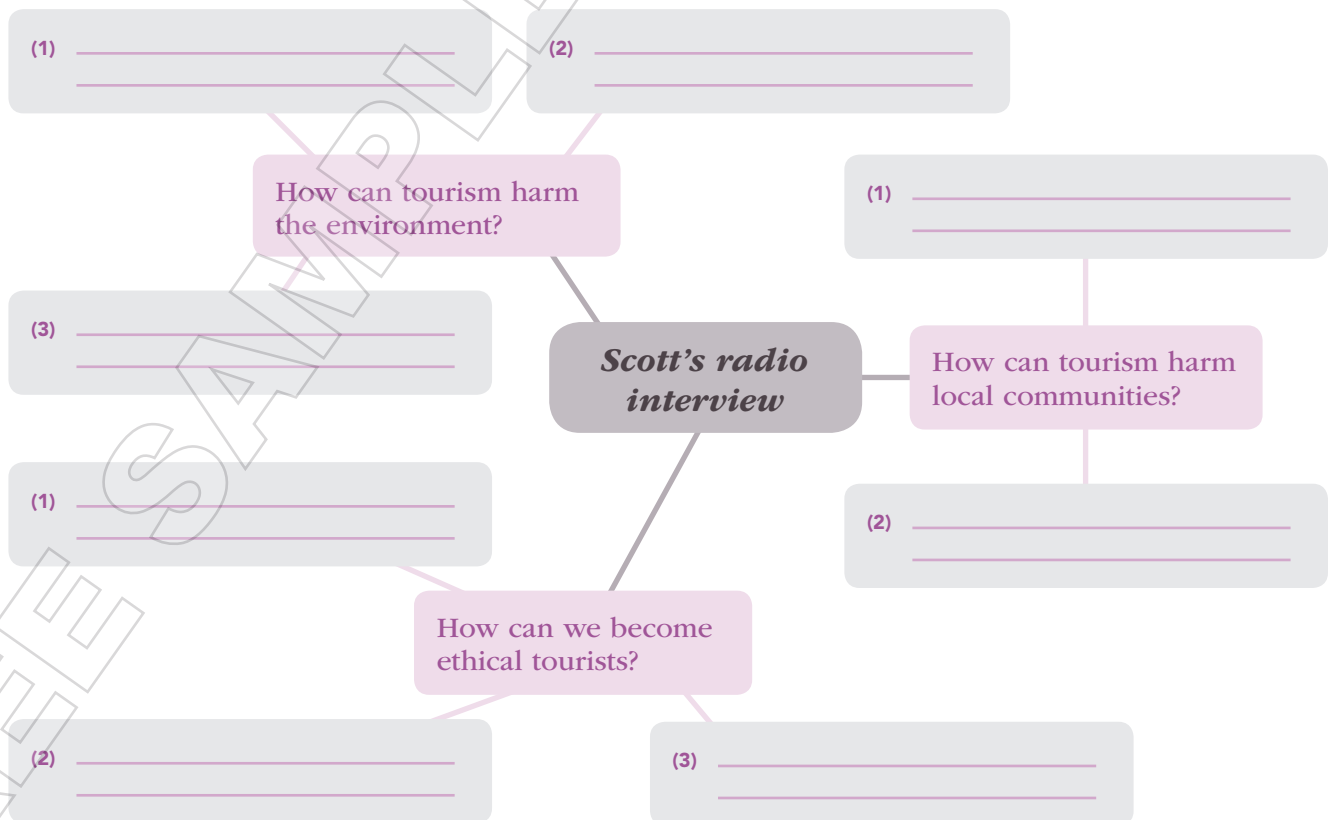 (1)
(2)
How can tourism harm
the environment?
(3)
(1)
How can tourism harm
local communities?
(2)
Scott's radio
interview
(1)
How can we become
ethical tourists?
(2)
(3)
SAMPLE